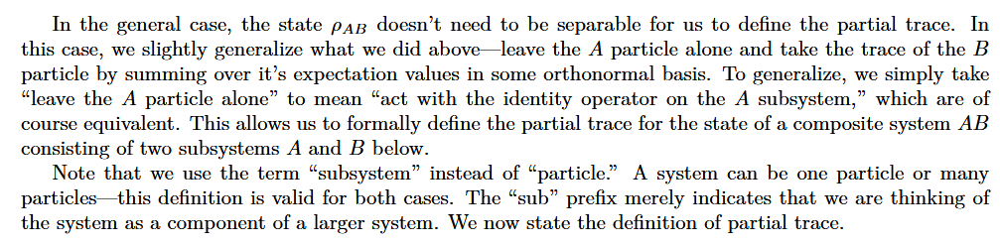 In the general case, the state ρAB doesn't need to be separable for us to define the partial trace. In
this case, we slightly generalize what we did above—leave the A particle alone and take the trace of the B
particle by summing over it's expectation values in some orthonormal basis. To generalize, we simply take
“leave the A particle alone” to mean “act with the identity operator on the A subsystem,” which are of
course equivalent. This allows us to formally define the partial trace for the state of a composite system AB
consisting of two subsystems A and B below.
Note that we use the term “subsystem” instead of “particle.” A system can be one particle or many
particles—this definition is valid for both cases. The “sub” prefix merely indicates that we are thinking of
the system as a component of a larger system. We now state the definition of partial trace.